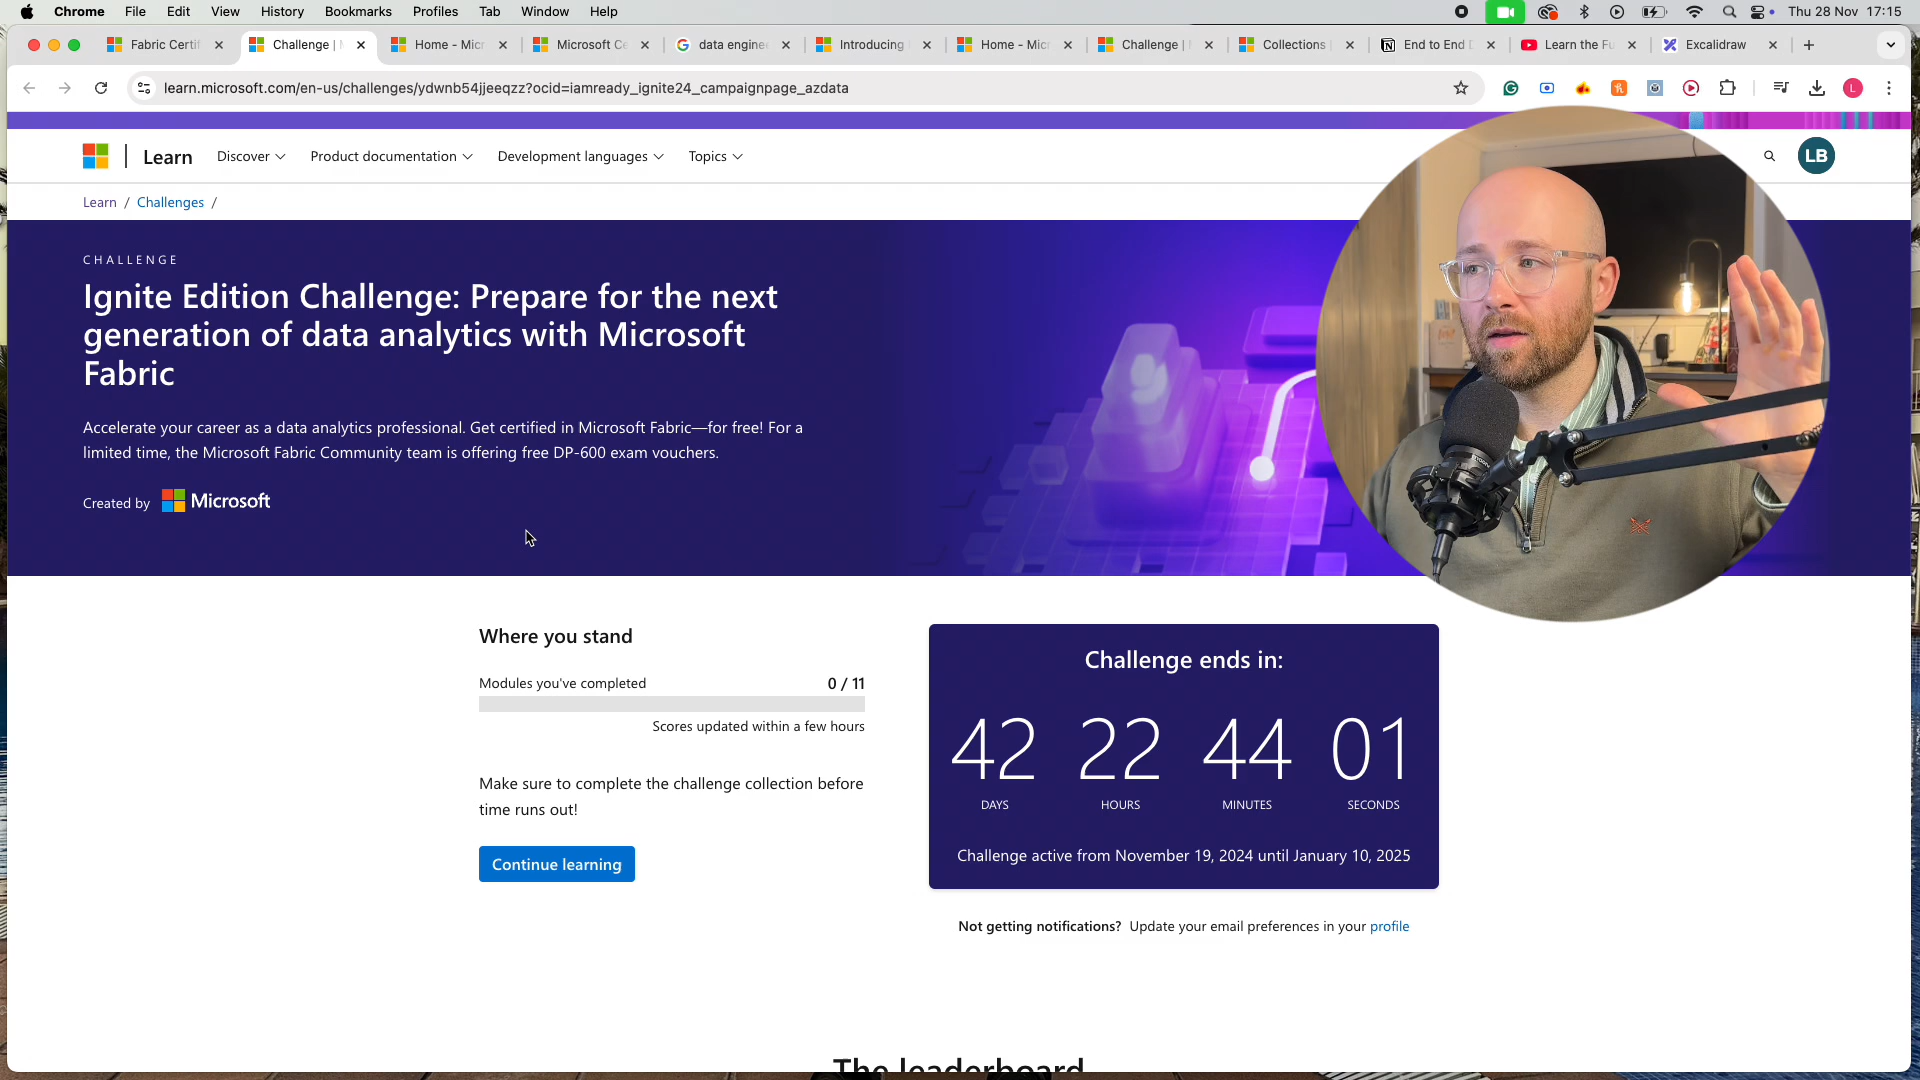 Chrome File Edit View History Bookmarks Profiles Tab Window Help Thu 28 Nov 17:15
Fabric Certif Challenge | Home - Micr Microsoft Ce data enginee Introducing Home - Mic Challenge | Collections End to End D Learn the Fu Excalidraw
learn.microsoft.com/en-us/challenges/ydwnb54jjeeqzz?ocid=iamready_ignite24_campaignpage_azdata
L
Learn Discover Product documentation Development languages Topics LB
Learn / Challenges /
CHALLENGE
Ignite Edition Challenge: Prepare for the next
generation of data analytics with Microsoft
Fabric
Accelerate your career as a data analytics professional. Get certified in Microsoft Fabric—for free! For a
limited time, the Microsoft Fabric Community team is offering free DP-600 exam vouchers.
Created by Microsoft
Where you stand
Modules you've completed 0 / 11
Scores updated within a few hours
Make sure to complete the challenge collection before
time runs out!
Continue learning
Challenge ends in:
42 22 44 01
DAYS HOURS MINUTES SECONDS
Challenge active from November 19, 2024 until January 10, 2025
Not getting notifications? Update your email preferences in your profile
The leaderboard